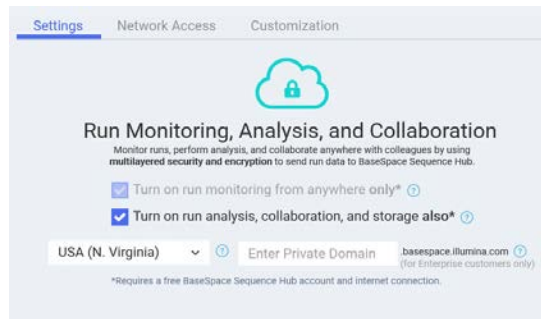 Settings Network Access Customization
Run Monitoring, Analysis, and Collaboration
Monitor runs, perform analysis, and collaborate anywhere with colleagues by using
multilayered security and encryption to send run data to BaseSpace Sequence Hub.
Turn on run monitoring from anywhere only* ?
Turn on run analysis, collaboration, and storage also* ?
USA (N. Virginia) ? Enter Private Domain .basespace.illumina.com ?
(for Enterprise customers only)
*Requires a free BaseSpace Sequence Hub account and internet connection.